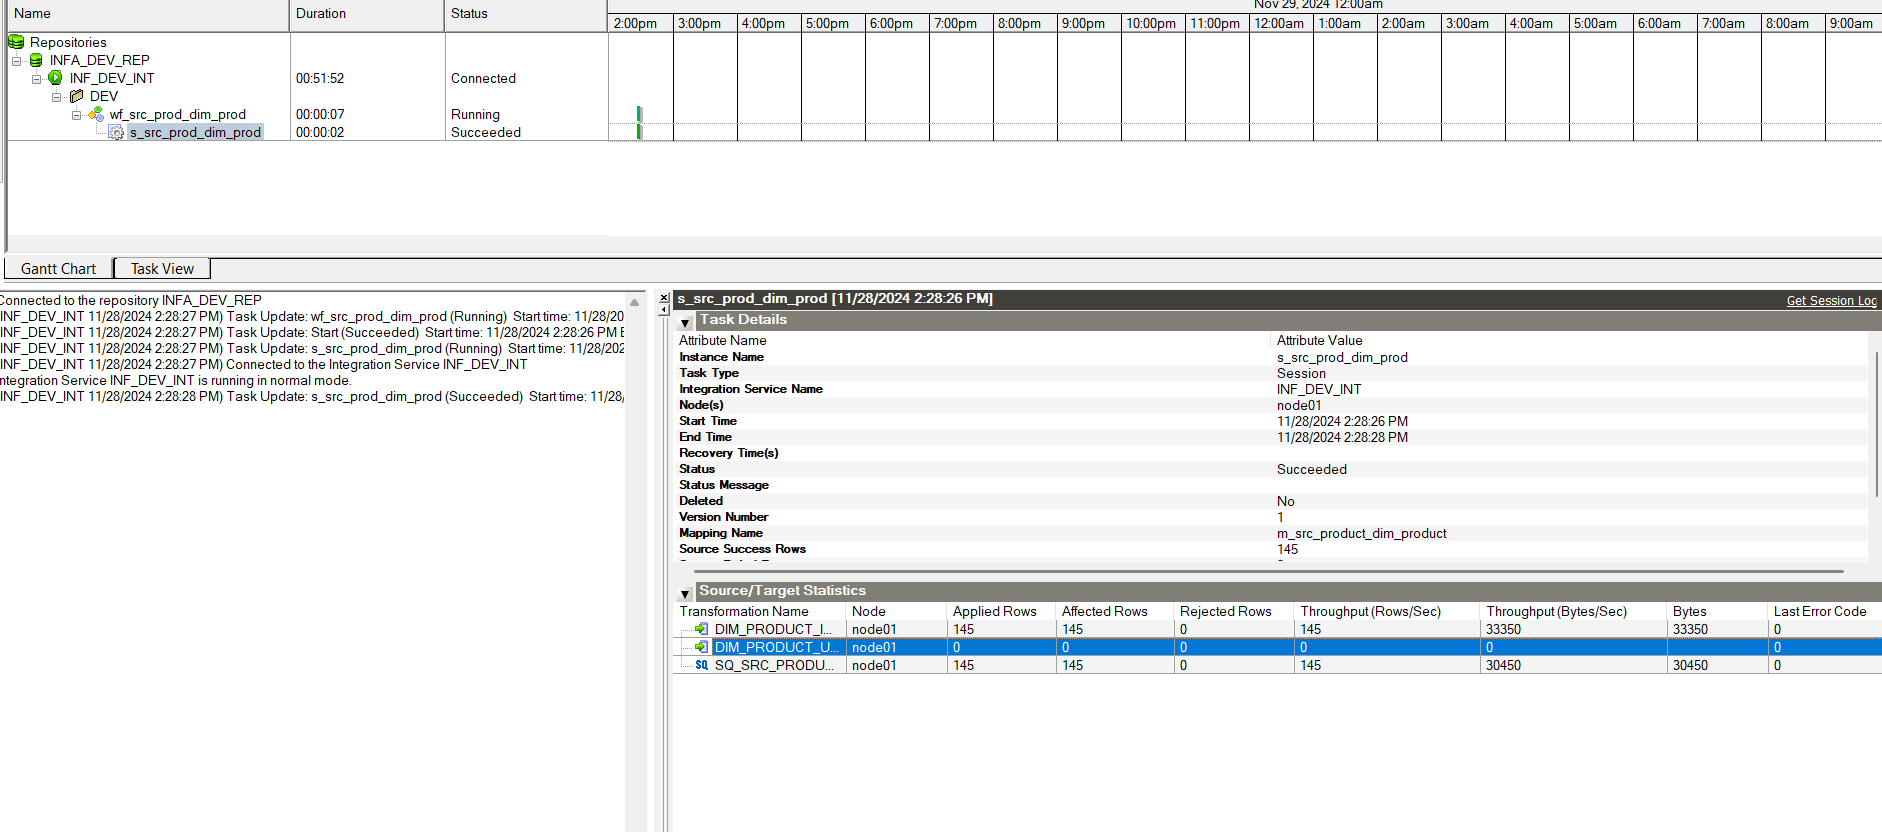 Name Duration Status Nov 29, 2024 12:00am
2:00pm 3:00pm 4:00pm 5:00pm 6:00pm 7:00pm 8:00pm 9:00pm 10:00pm 11:00pm 12:00am 1:00am 2:00am 3:00am 4:00am 5:00am 6:00am 7:00am 8:00am 9:00am
Repositories
INFA_DEV_REP
INF_DEV_INT 00:51:52 Connected
DEV
wf_src_prod_dim_prod 00:00:07 Running
s_src_prod_dim_prod 00:00:02 Succeeded
Gantt Chart Task View
Connected to the repository INFA_DEV_REP
INF_DEV_INT 11/28/2024 2:28:27 PM) Task Update: wf_src_prod_dim_prod (Running) Start time: 11/28/20
INF_DEV_INT 11/28/2024 2:28:27 PM) Task Update: Start (Succeeded) Start time: 11/28/2024 2:28:26 PM E
INF_DEV_INT 11/28/2024 2:28:27 PM) Task Update: s_src_prod_dim_prod (Running) Start time: 11/28/202
INF_DEV_INT 11/28/2024 2:28:27 PM) Connected to the Integration Service INF_DEV_INT
ntegration Service INF_DEV_INT is running in normal mode.
INF_DEV_INT 11/28/2024 2:28:28 PM) Task Update: s_src_prod_dim_prod (Succeeded) Start time: 11/28/
s_src_prod_dim_prod [11/28/2024 2:28:26 PM] Get Session Log
Task Details
Attribute Name Attribute Value
Instance Name s_src_prod_dim_prod
Task Type Session
Integration Service Name INF_DEV_INT
Node(s) node01
Start Time 11/28/2024 2:28:26 PM
End Time 11/28/2024 2:28:28 PM
Recovery Time(s)
Status Succeeded
Status Message
Deleted No
Version Number 1
Mapping Name m_src_product_dim_product
Source Success Rows 145
Source/Target Statistics
Transformation Name Node Applied Rows Affected Rows Rejected Rows Throughput (Rows/Sec) Throughput (Bytes/Sec) Bytes Last Error Code
DIM_PRODUCT_I... node01 145 145 0 145 33350 33350 0
DIM_PRODUCT_U... node01 0 0 0 0 0 0
SQ SQ_SRC_PRODU... node01 145 145 0 145 30450 30450 0